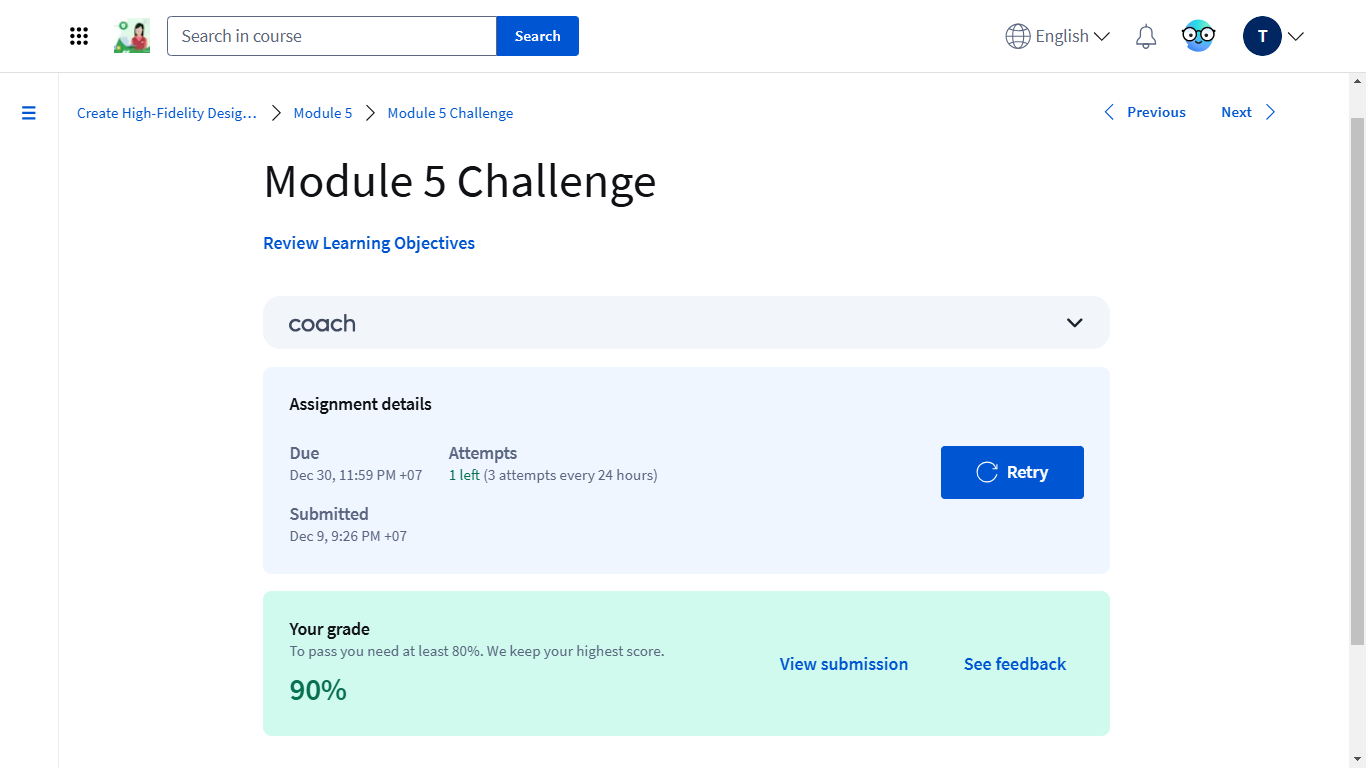 Search in course
Search
English
T
Create High-Fidelity Desig…
Module 5
Module 5 Challenge
Previous
Next
Module 5 Challenge
Review Learning Objectives
coach
Assignment details
Due
Attempts
Dec 30, 11:59 PM +07
1 left (3 attempts every 24 hours)
Retry
Submitted
Dec 9, 9:26 PM +07
Your grade
To pass you need at least 80%. We keep your highest score.
View submission
See feedback
90%